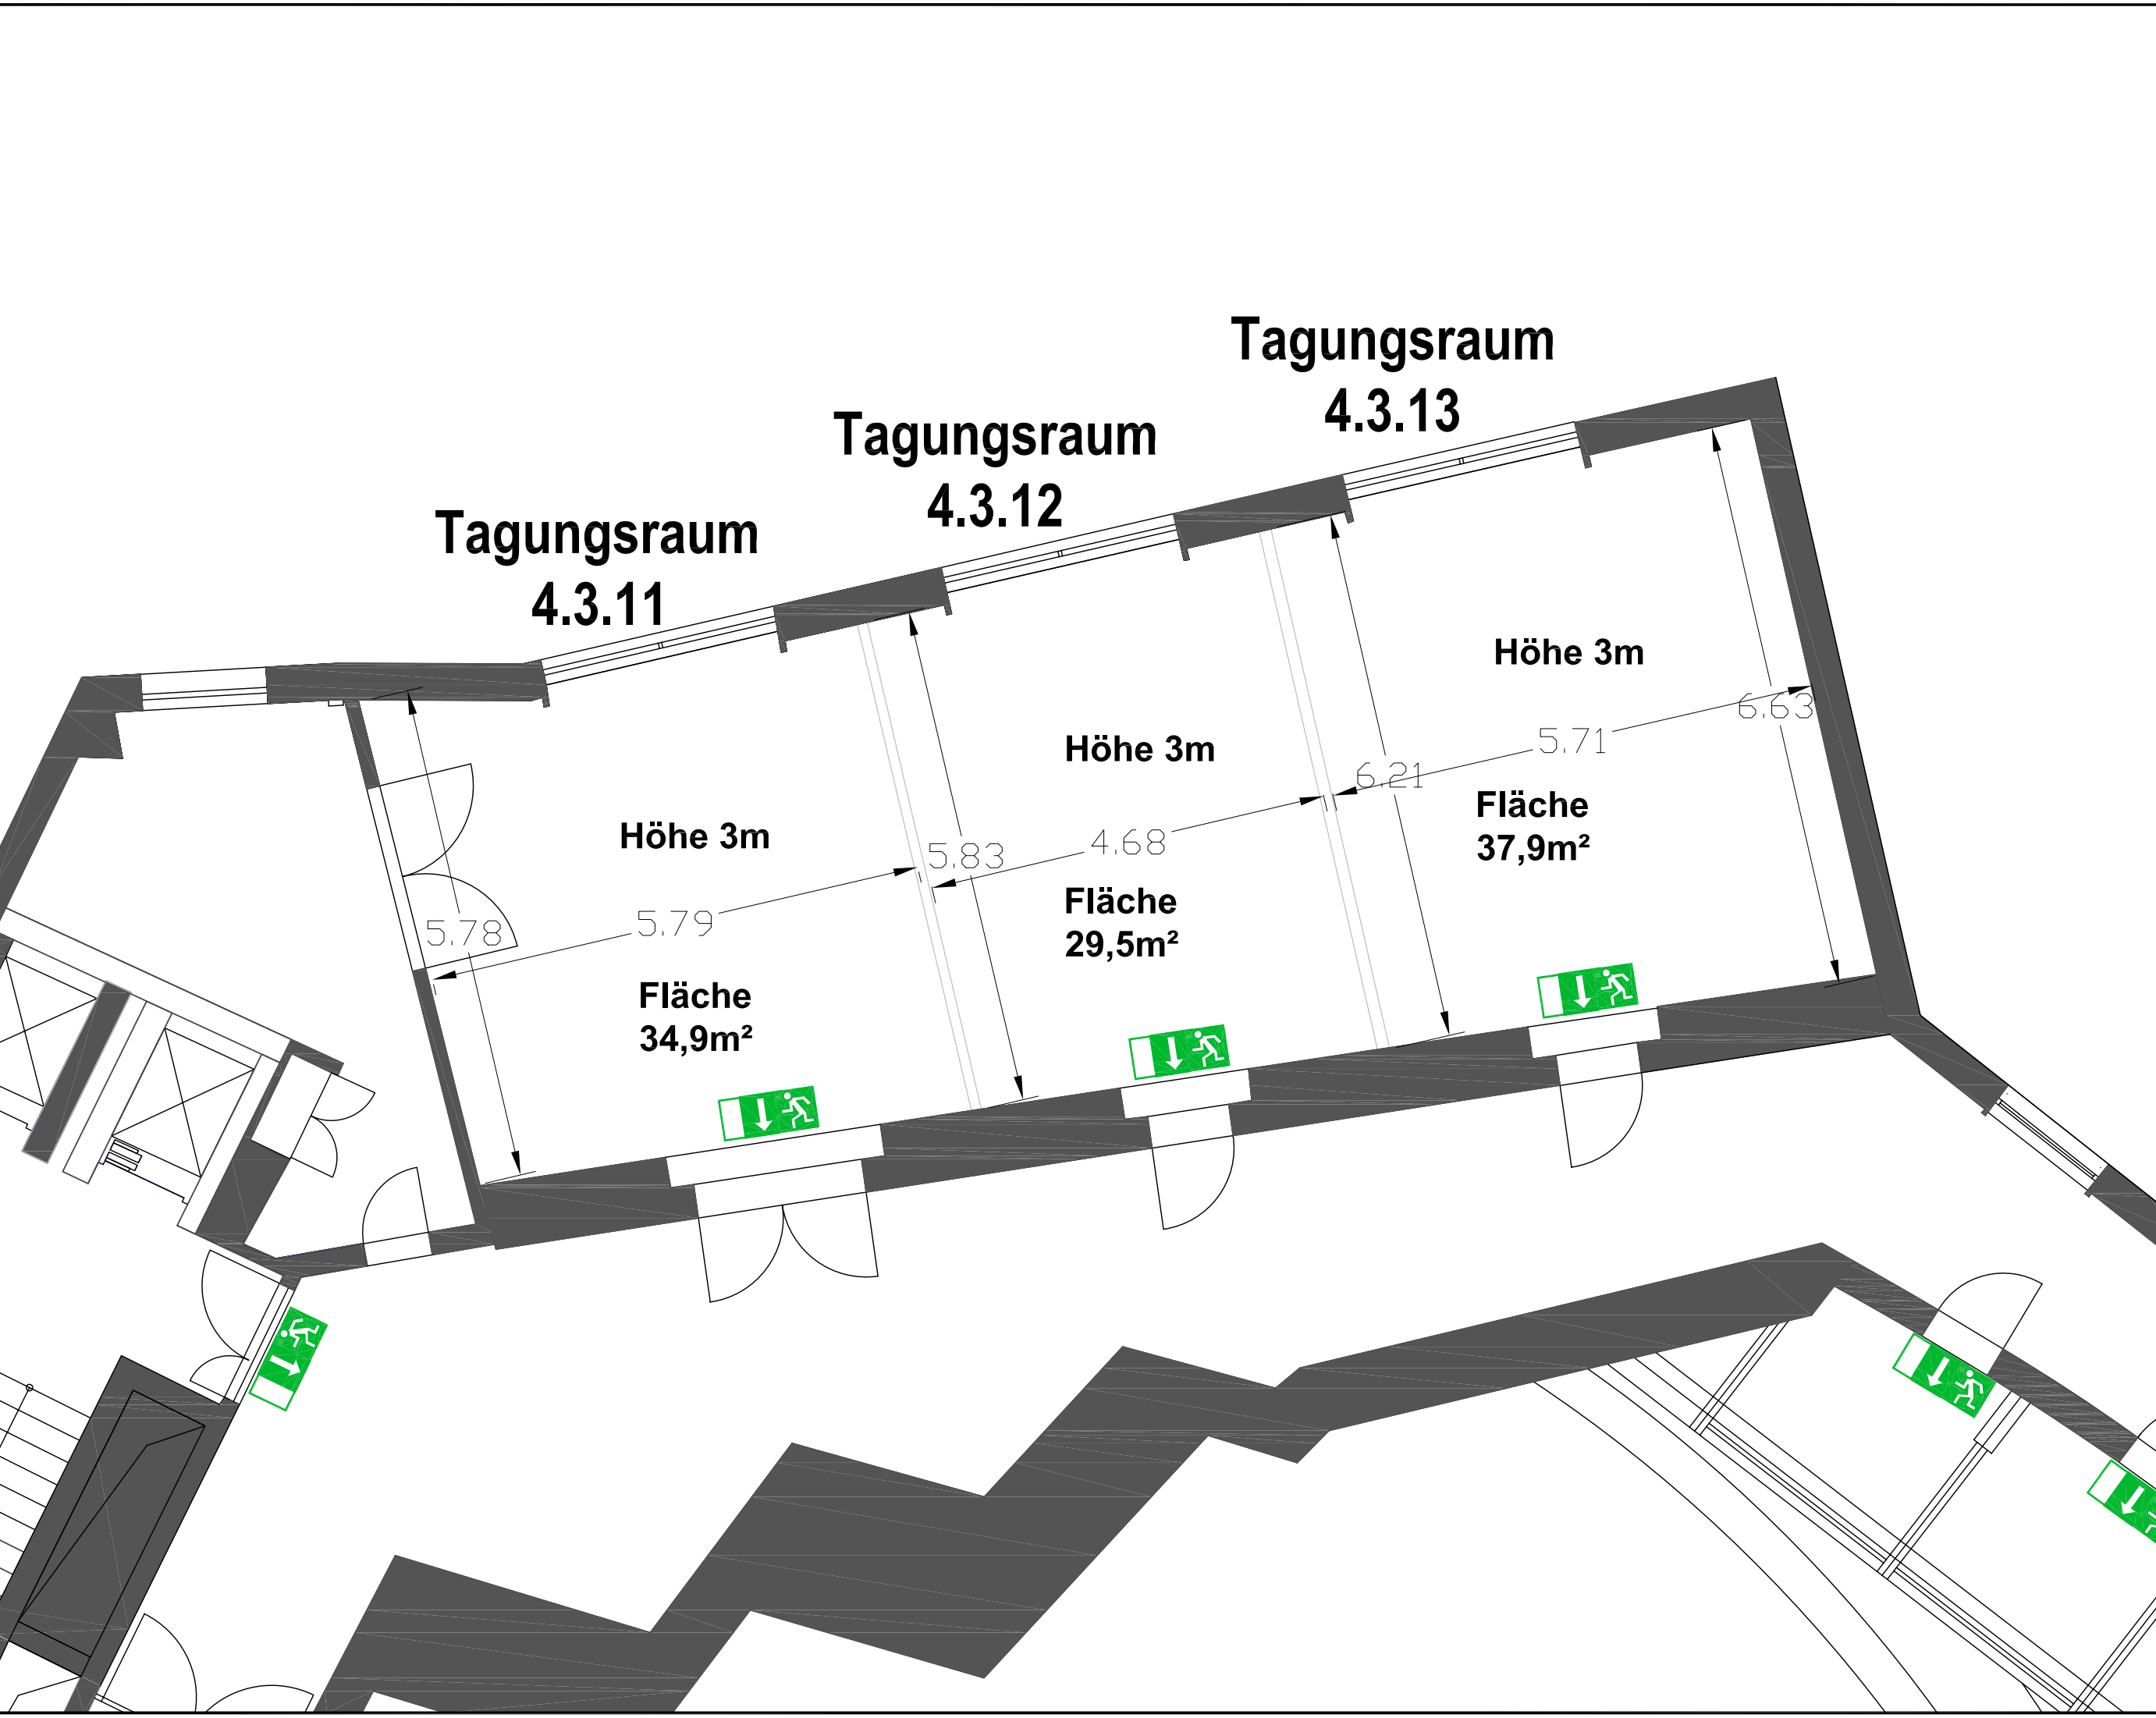 Tagungsraum
4.3.13
Tagungsraum
4.3.12
Tagungsraum
4.3.11
Höhe 3m
6.63
5.71
6.21
Fläche
37,9m²
Höhe 3m
4.68
5.83
Fläche
29,5m²
Höhe 3m
5.79
5.78
Fläche
34,9m²